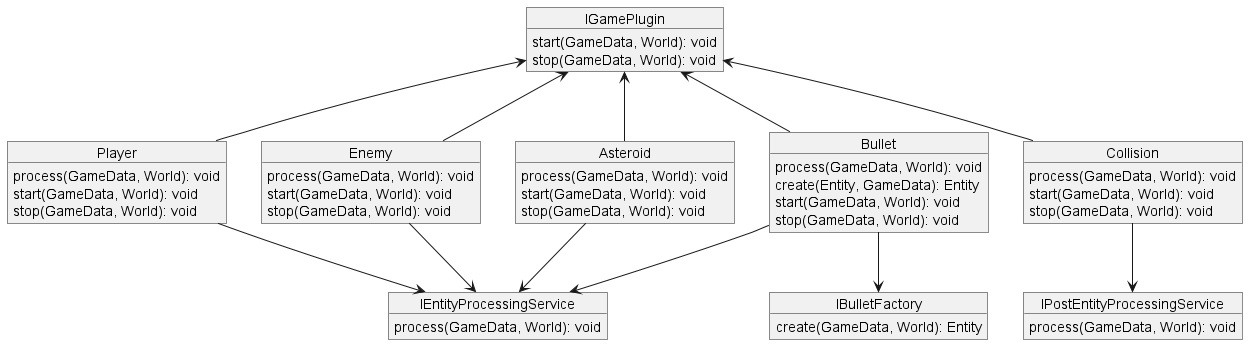 IGamePlugin
start(GameData, World): void
stop(GameData, World): void
Player
process(GameData, World): void
start(GameData, World): void
stop(GameData, World): void
Enemy
process(GameData, World): void
start(GameData, World): void
stop(GameData, World): void
Asteroid
process(GameData, World): void
start(GameData, World): void
stop(GameData, World): void
Bullet
process(GameData, World): void
create(Entity, GameData): Entity
start(GameData, World): void
stop(GameData, World): void
Collision
process(GameData, World): void
start(GameData, World): void
stop(GameData, World): void
IEntityProcessingService
process(GameData, World): void
IBulletFactory
create(GameData, World): Entity
IPostEntityProcessingService
process(GameData, World): void